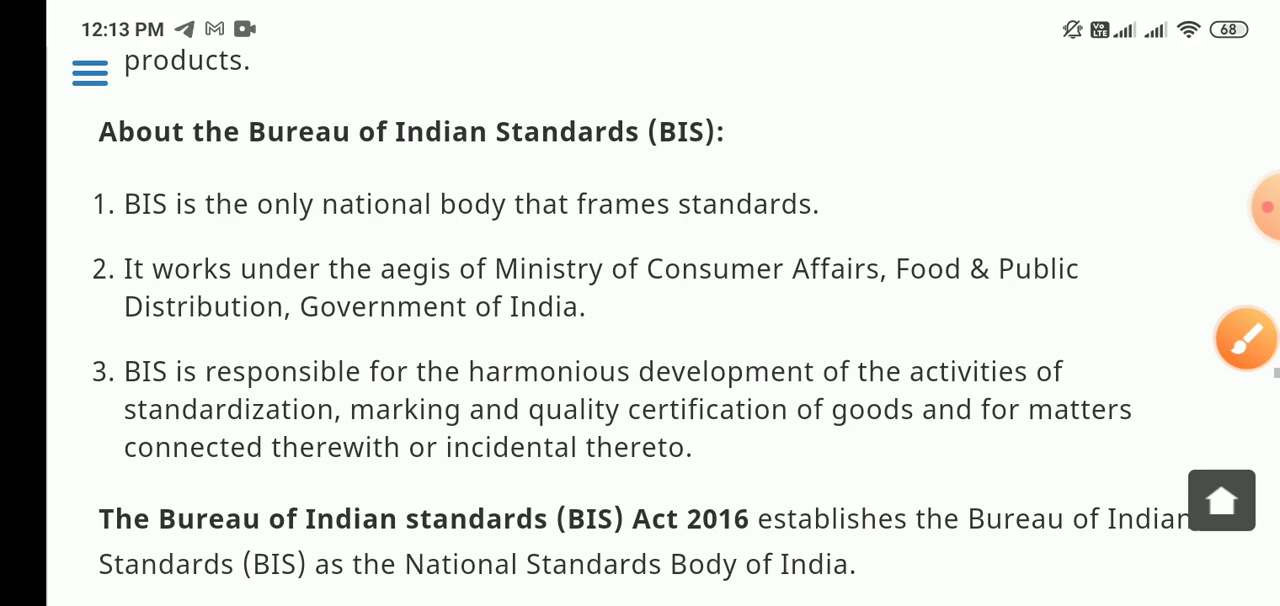 12:13 PM
Vo LTE
68
products.
About the Bureau of Indian Standards (BIS):
1. BIS is the only national body that frames standards.
2. It works under the aegis of Ministry of Consumer Affairs, Food & Public
Distribution, Government of India.
3. BIS is responsible for the harmonious development of the activities of
standardization, marking and quality certification of goods and for matters
connected therewith or incidental thereto.
The Bureau of Indian standards (BIS) Act 2016 establishes the Bureau of Indian
Standards (BIS) as the National Standards Body of India.